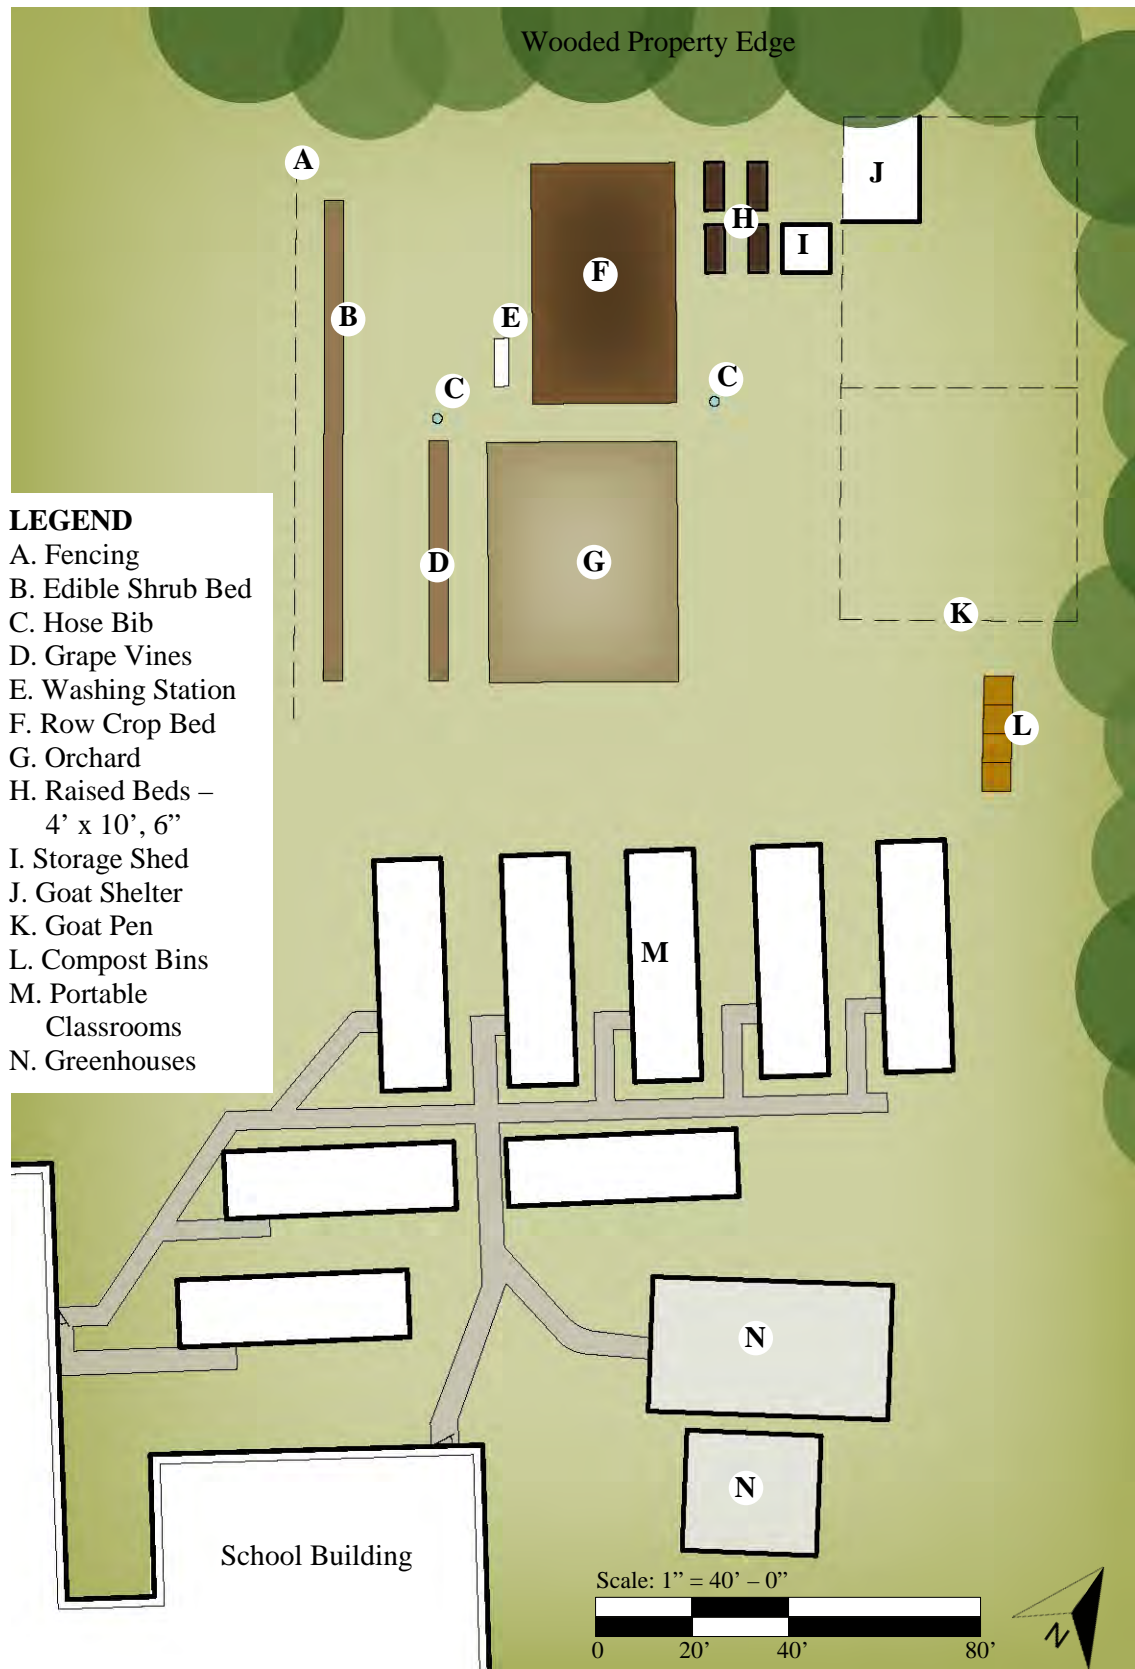 Wooded Property Edge
A
J
H
I
F
B
E
C
C
D
G
K
L
LEGEND
A. Fencing
B. Edible Shrub Bed
C. Hose Bib
D. Grape Vines
E. Washing Station
F. Row Crop Bed
G. Orchard
H. Raised Beds –
4’ x 10’, 6”
I. Storage Shed
J. Goat Shelter
K. Goat Pen
L. Compost Bins
M. Portable
Classrooms
N. Greenhouses
M
N
N
School Building
Scale: 1” = 40’ – 0”
0 20’ 40’ 80’
N